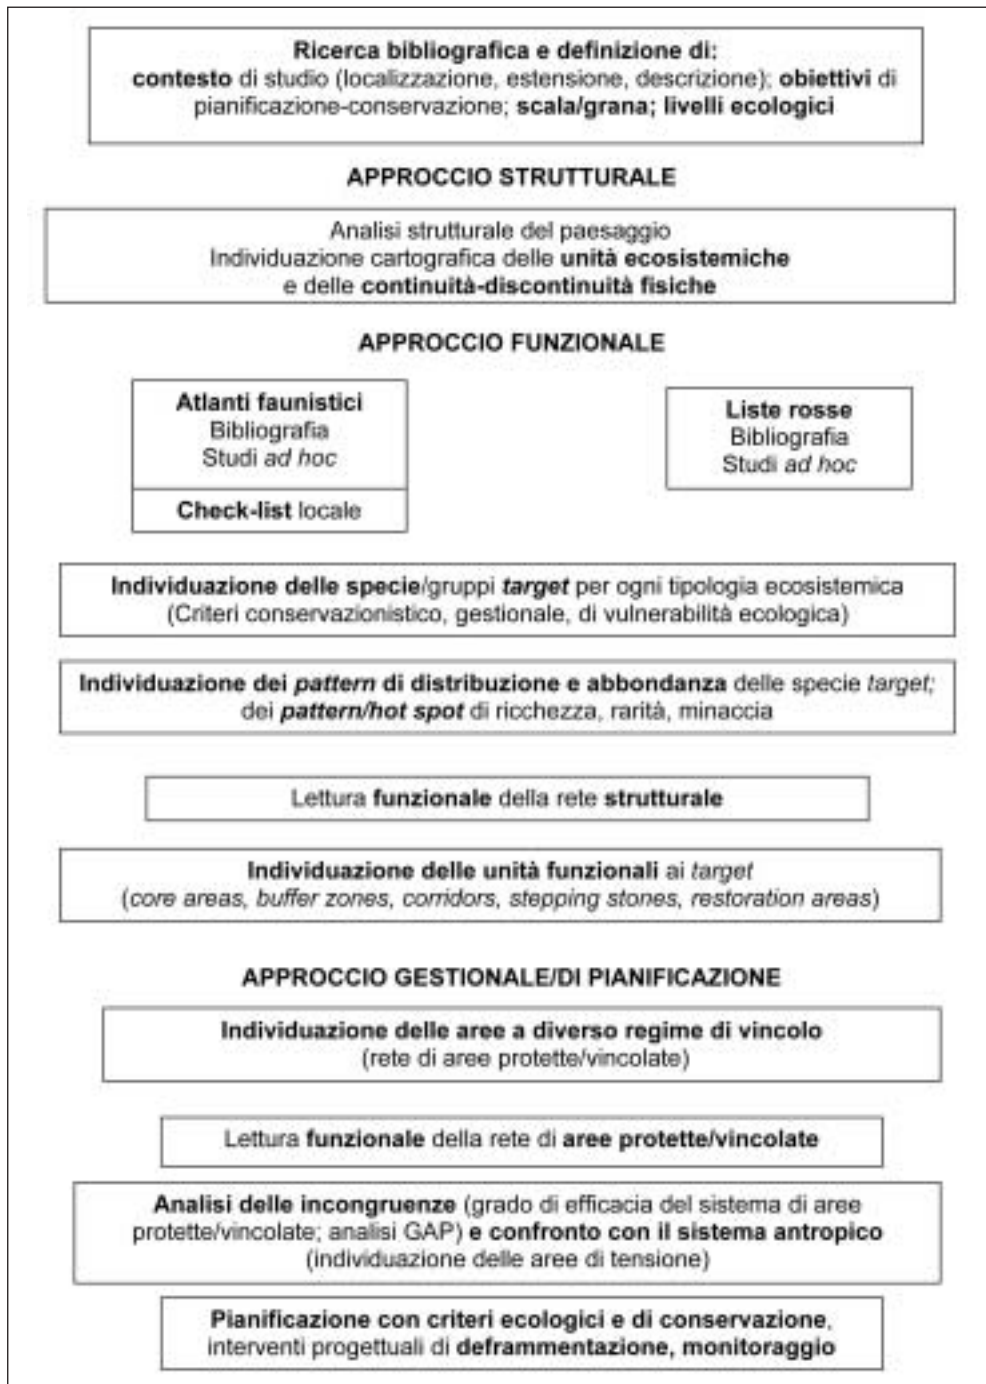 Ricerca bibliografica e definizione di:
contesto di studio (localizzazione, estensione, descrizione); obiettivi di
pianificazione-conservazione; scala/grana; livelli ecologici
APPROCCIO STRUTTURALE
Analisi strutturale del paesaggio
Individuazione cartografica delle unità ecosistemiche
e delle continuità-discontinuità fisiche
APPROCCIO FUNZIONALE
Atlanti faunistici
Bibliografia
Studi ad hoc
Check-list locale
Liste rosse
Bibliografia
Studi ad hoc
Individuazione delle specie/gruppi target per ogni tipologia ecosistemica
(Criteri conservazionistico, gestionale, di vulnerabilità ecologica)
Individuazione dei pattern di distribuzione e abbondanza delle specie target;
dei pattern/hot spot di ricchezza, rarità, minaccia
Lettura funzionale della rete strutturale
Individuazione delle unità funzionali ai target
(core areas, buffer zones, corridors, stepping stones, restoration areas)
APPROCCIO GESTIONALE/DI PIANIFICAZIONE
Individuazione delle aree a diverso regime di vincolo
(rete di aree protette/vincolate)
Lettura funzionale della rete di aree protette/vincolate
Analisi delle incongruenze (grado di efficacia del sistema di aree
protette/vincolate; analisi GAP) e confronto con il sistema antropico
(individuazione delle aree di tensione)
Pianificazione con criteri ecologici e di conservazione,
interventi progettuali di deframmentazione, monitoraggio